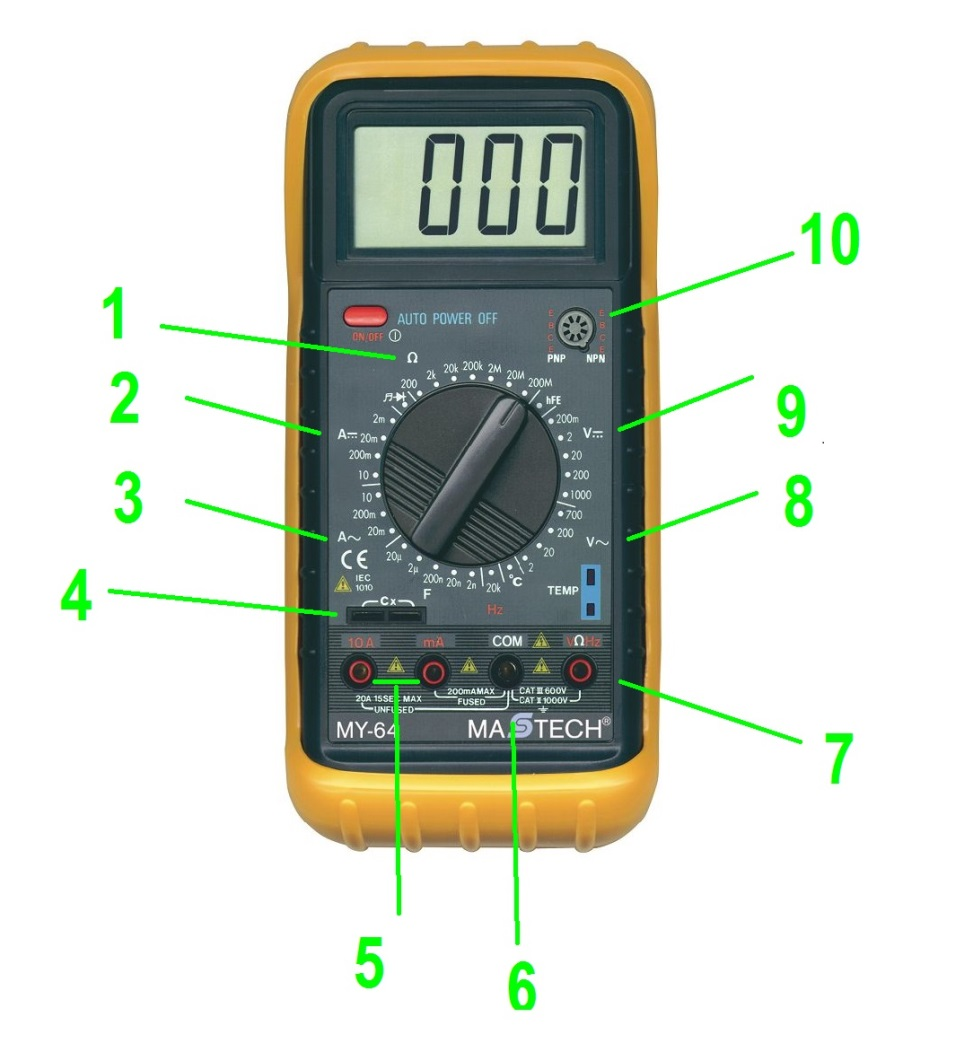 000
10
1
AUTO POWER OFF
ON/OFF
E B C E
E B C E
PNP NPN
Ω
200 2k 20k 200k 2M 20M 200M
hFE
2
2m
200m
9
A⎓
20m
2
V⎓
200m
20
10
200
3
10
1000
8
200m
700
A~
20m
200
V~
20µ
20
CE
2µ 200n 20n 2n 20k °C 2
IEC
1010
F
TEMP
4
Cx
Hz
10A mA COM VΩHz
20A 15SEC MAX
UNFUSED
200mA MAX
FUSED
CAT III 600V
CAT II 1000V
MY-64 MASTECH®
7
5
6